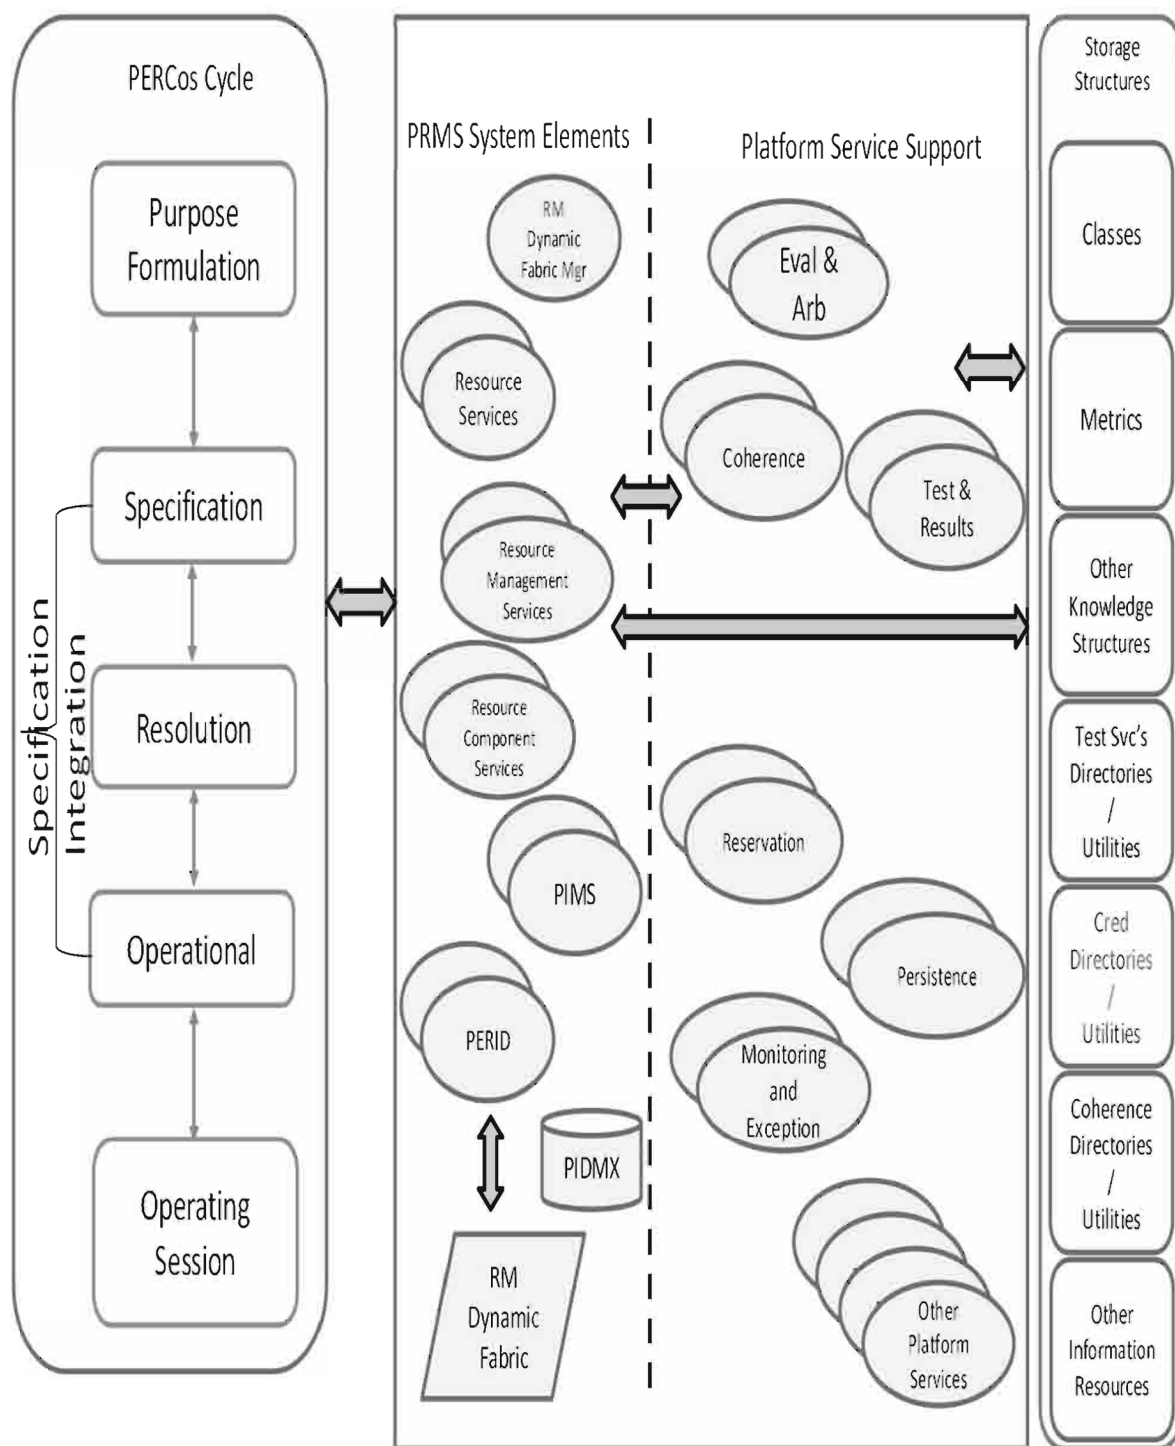 PERCos Cycle
Purpose
Formulation
Specification
Resolution
Operational
Operating
Session
Specification
Integration
PRMS System Elements
RM
Dynamic
Fabric Mgr
Resource
Services
Resource
Management
Services
Resource
Component
Services
PIMS
PERID
PIDMX
RM
Dynamic
Fabric
Platform Service Support
Eval &
Arb
Coherence
Test &
Results
Reservation
Persistence
Monitoring
and
Exception
Other
Platform
Services
Storage
Structures
Classes
Metrics
Other
Knowledge
Structures
Test Svc's
Directories
/
Utilities
Cred
Directories
/
Utilities
Coherence
Directories
/
Utilities
Other
Information
Resources